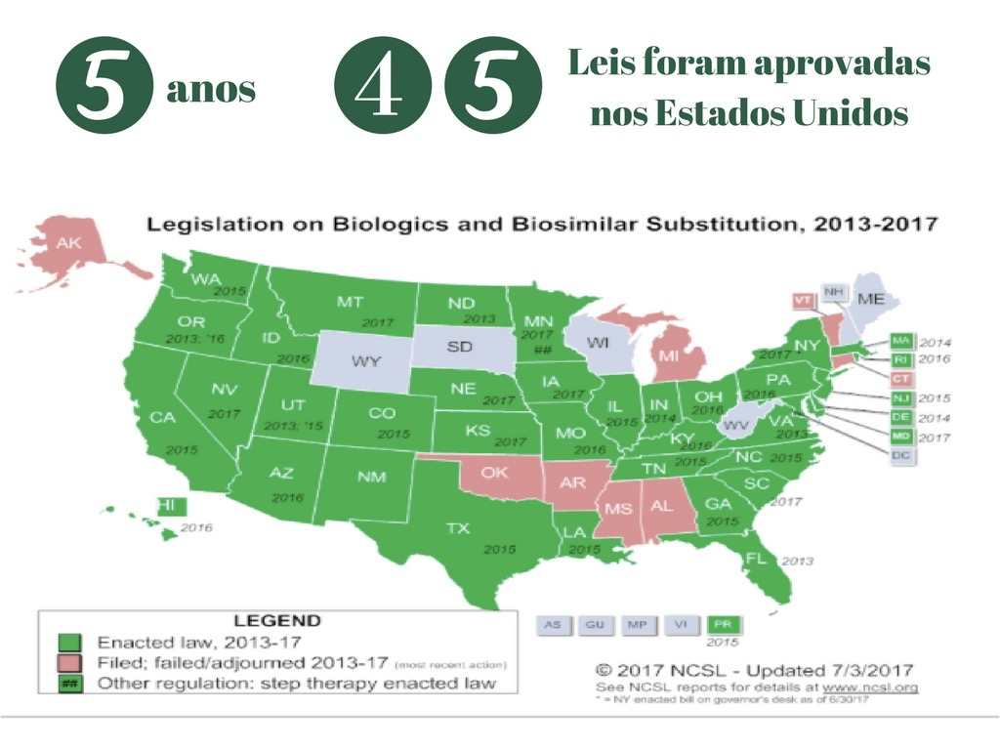 5 anos 4 5 Leis foram aprovadas
nos Estados Unidos
Legislation on Biologics and Biosimilar Substitution, 2013-2017
AK
WA
2015
MT
2017
ND
2013
MN
2017
##
VT
NH
ME
OR
2013; '16
ID
2016
WY
SD
WI
MI
NY
2017 *
MA 2014
RI 2016
CT
NJ 2015
DE 2014
MD 2017
DC
NV
2017
UT
2013; '15
CO
2015
NE
2017
IA
2017
IL
2015
IN
2014
OH
2016
PA
2016
WV
VA
2013
CA
2015
KS
2017
MO
2016
KY
2016
AZ
2016
NM
OK
AR
TN
2015
NC 2015
SC
2017
MS
AL
GA
2015
HI
2016
TX
2015
LA
2015
FL 2013
AS GU MP VI PR
2015
LEGEND
Enacted law, 2013-17
Filed; failed/adjourned 2013-17 (most recent action)
## Other regulation: step therapy enacted law
© 2017 NCSL - Updated 7/3/2017
See NCSL reports for details at www.ncsl.org
* = NY enacted bill on governor's desk as of 6/30/17